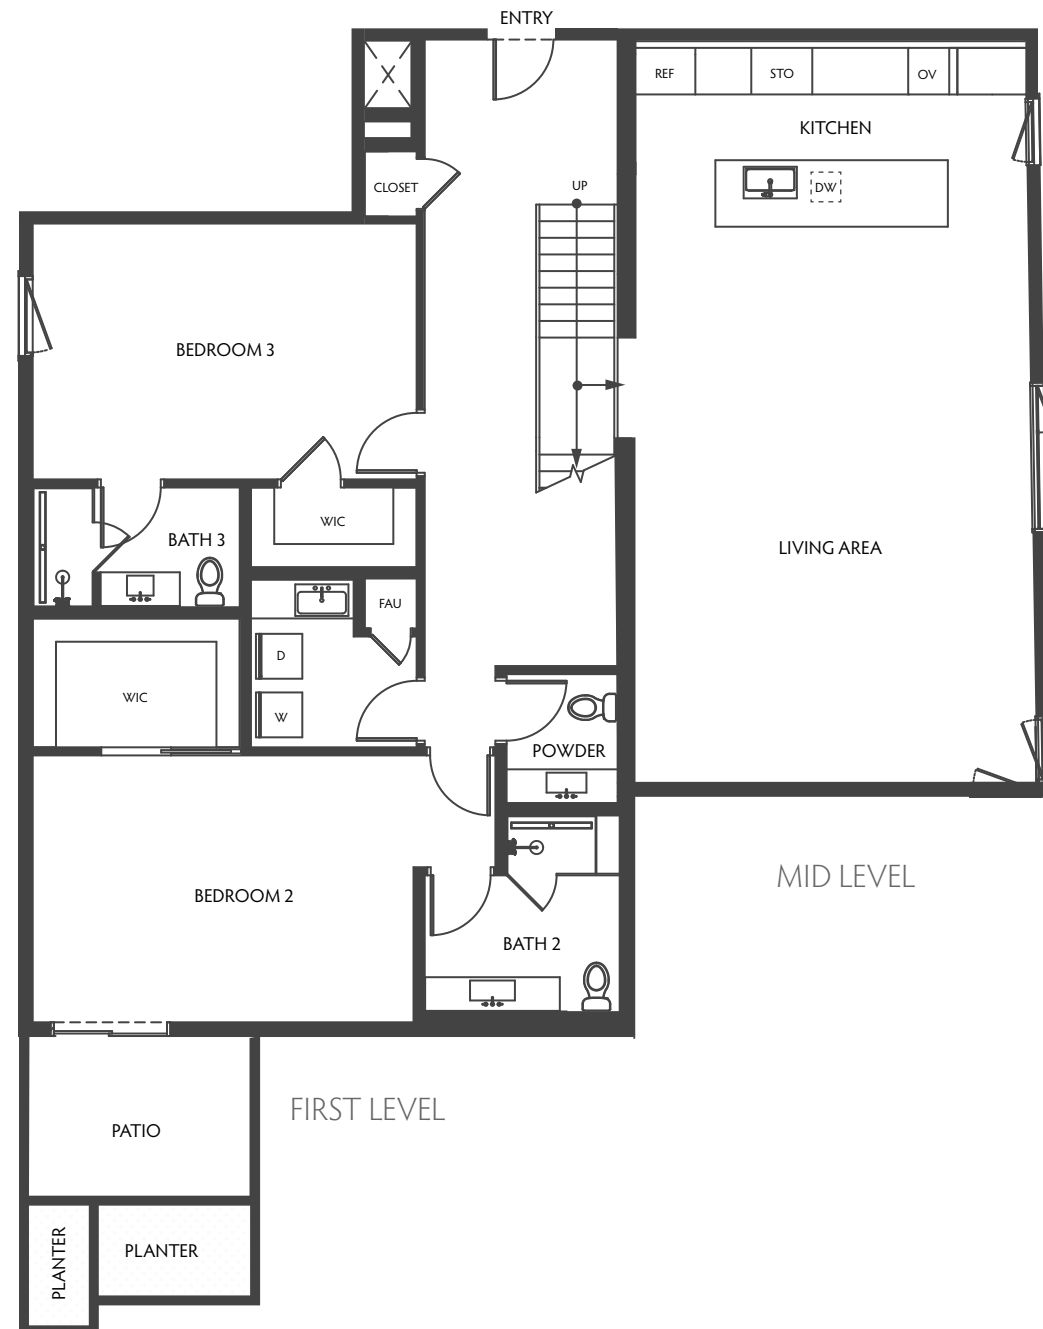 ENTRY
REF
STO
OV
KITCHEN
CLOSET
UP
DW
BEDROOM 3
WIC
BATH 3
LIVING AREA
FAU
D
WIC
W
POWDER
MID LEVEL
BEDROOM 2
BATH 2
FIRST LEVEL
PATIO
PLANTER
PLANTER